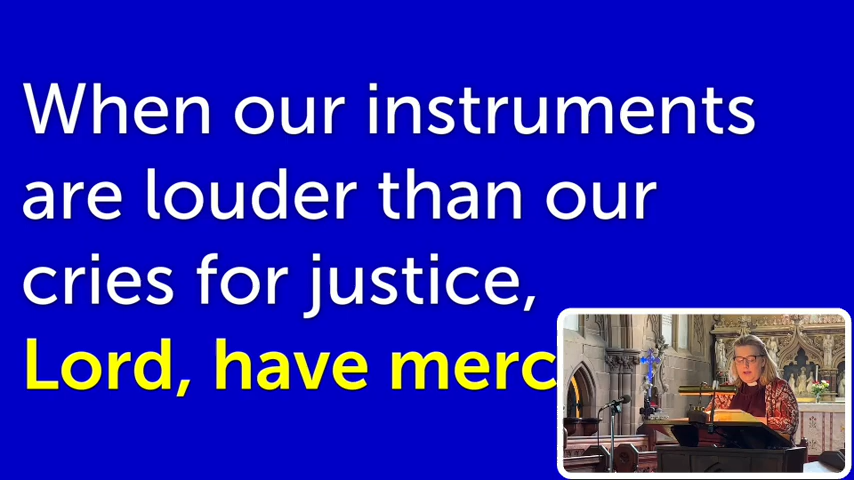 When our instruments
are louder than our
cries for justice,
Lord, have merc